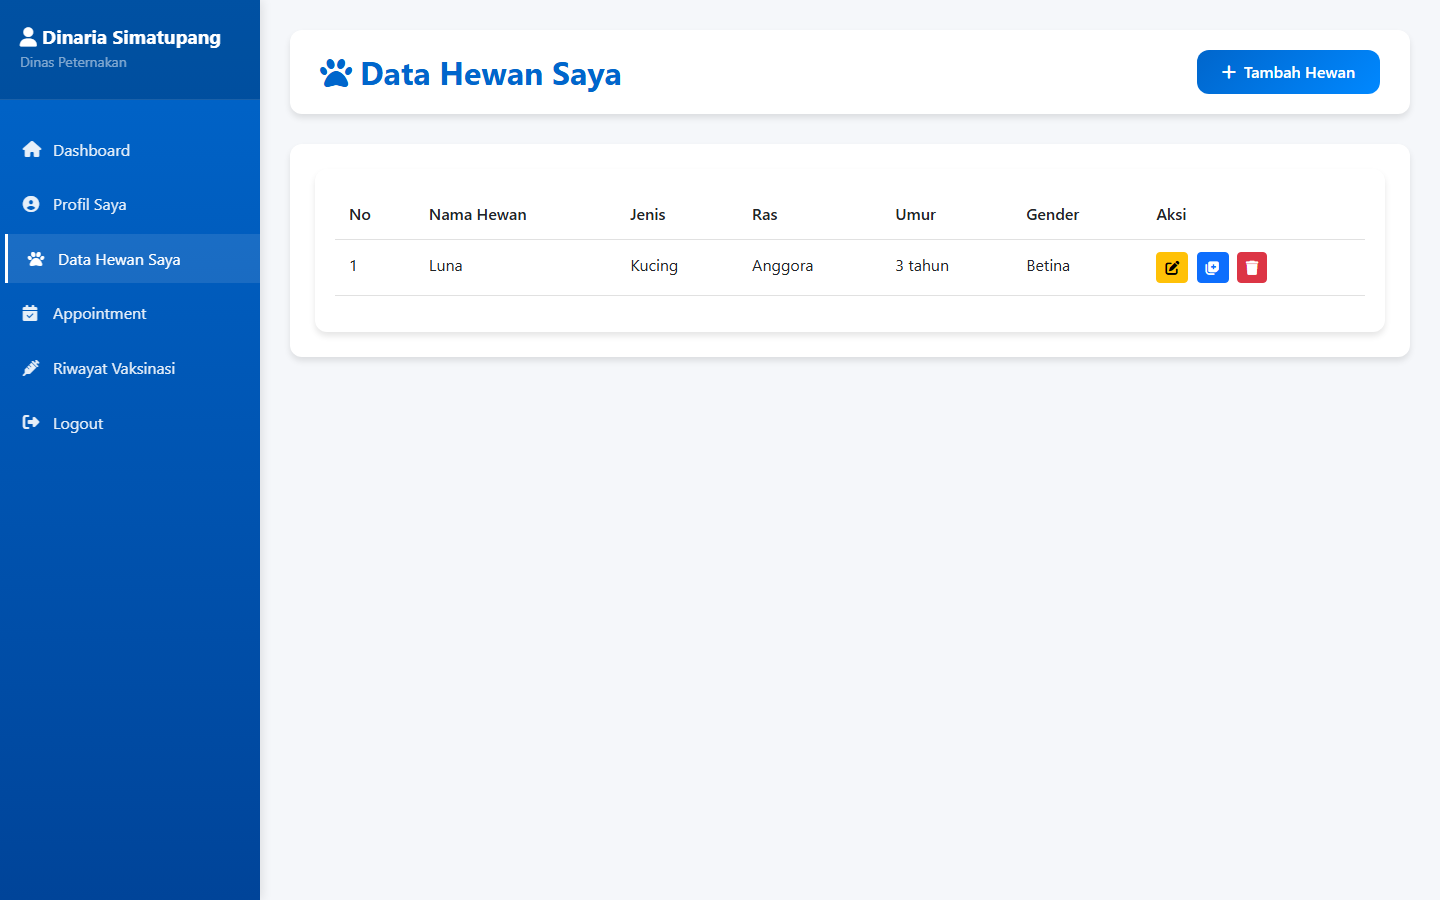 Dinaria Simatupang
Dinas Peternakan
Dashboard
Profil Saya
Data Hewan Saya
Appointment
Riwayat Vaksinasi
Logout
Data Hewan Saya
Tambah Hewan
No Nama Hewan Jenis Ras Umur Gender Aksi
1 Luna Kucing Anggora 3 tahun Betina